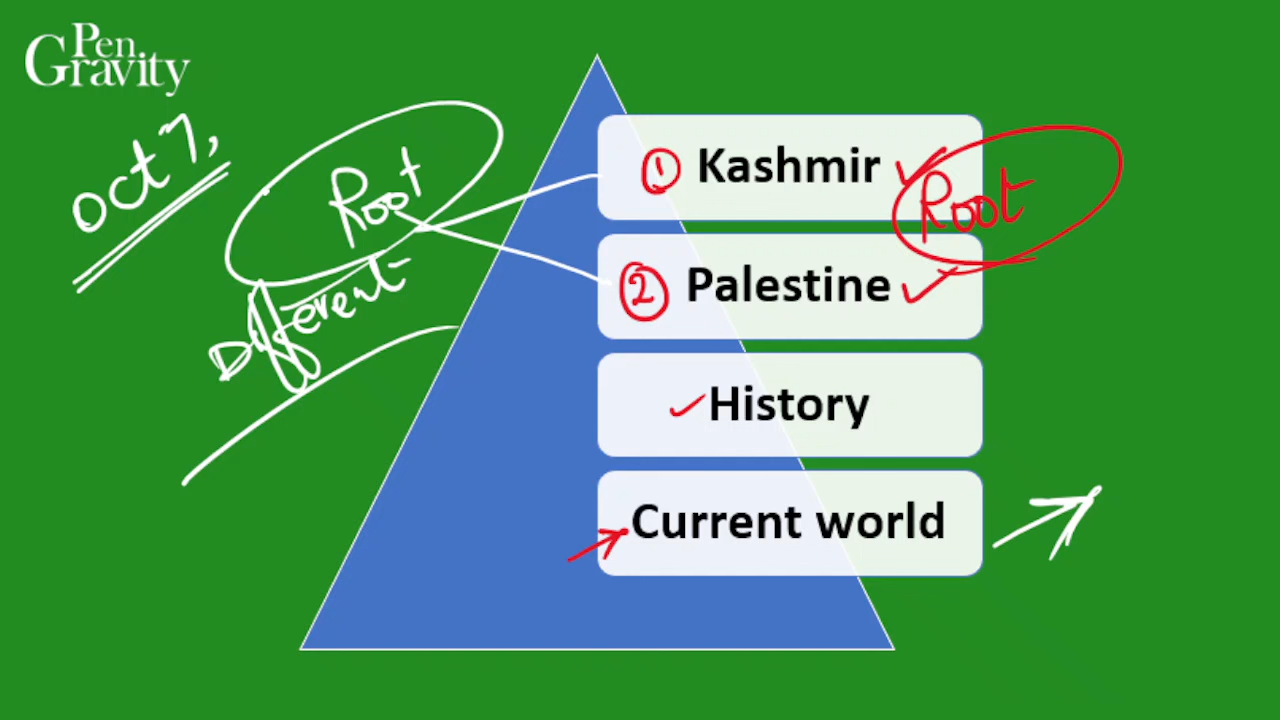 Pen
Gravity
Oct 7,
Root
Different
1 Kashmir
Root
2 Palestine
History
Current world